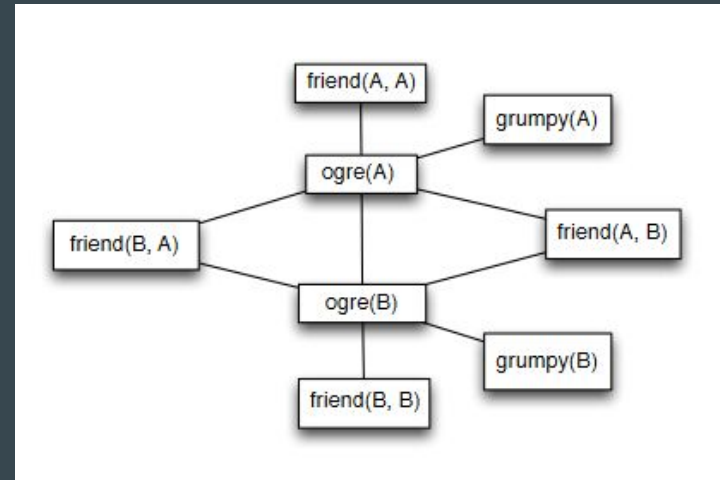 friend(A, A)
grumpy(A)
ogre(A)
friend(A, B)
friend(B, A)
ogre(B)
grumpy(B)
friend(B, B)